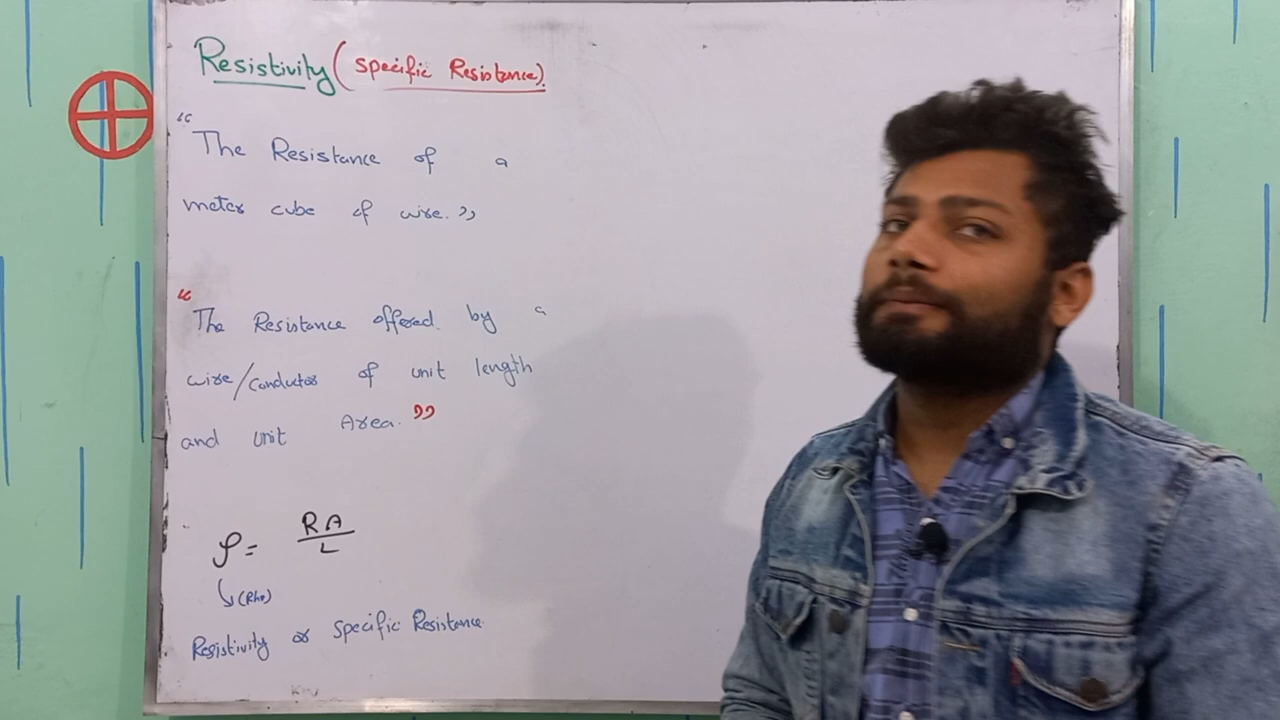 Resistivity (specific Resistance).
"The Resistance of a
meter cube of wire."
"The Resistance offered by a
wire/conductor of unit length
and unit Area."
ρ = RA/L
(Rho)
Resistivity or specific Resistance